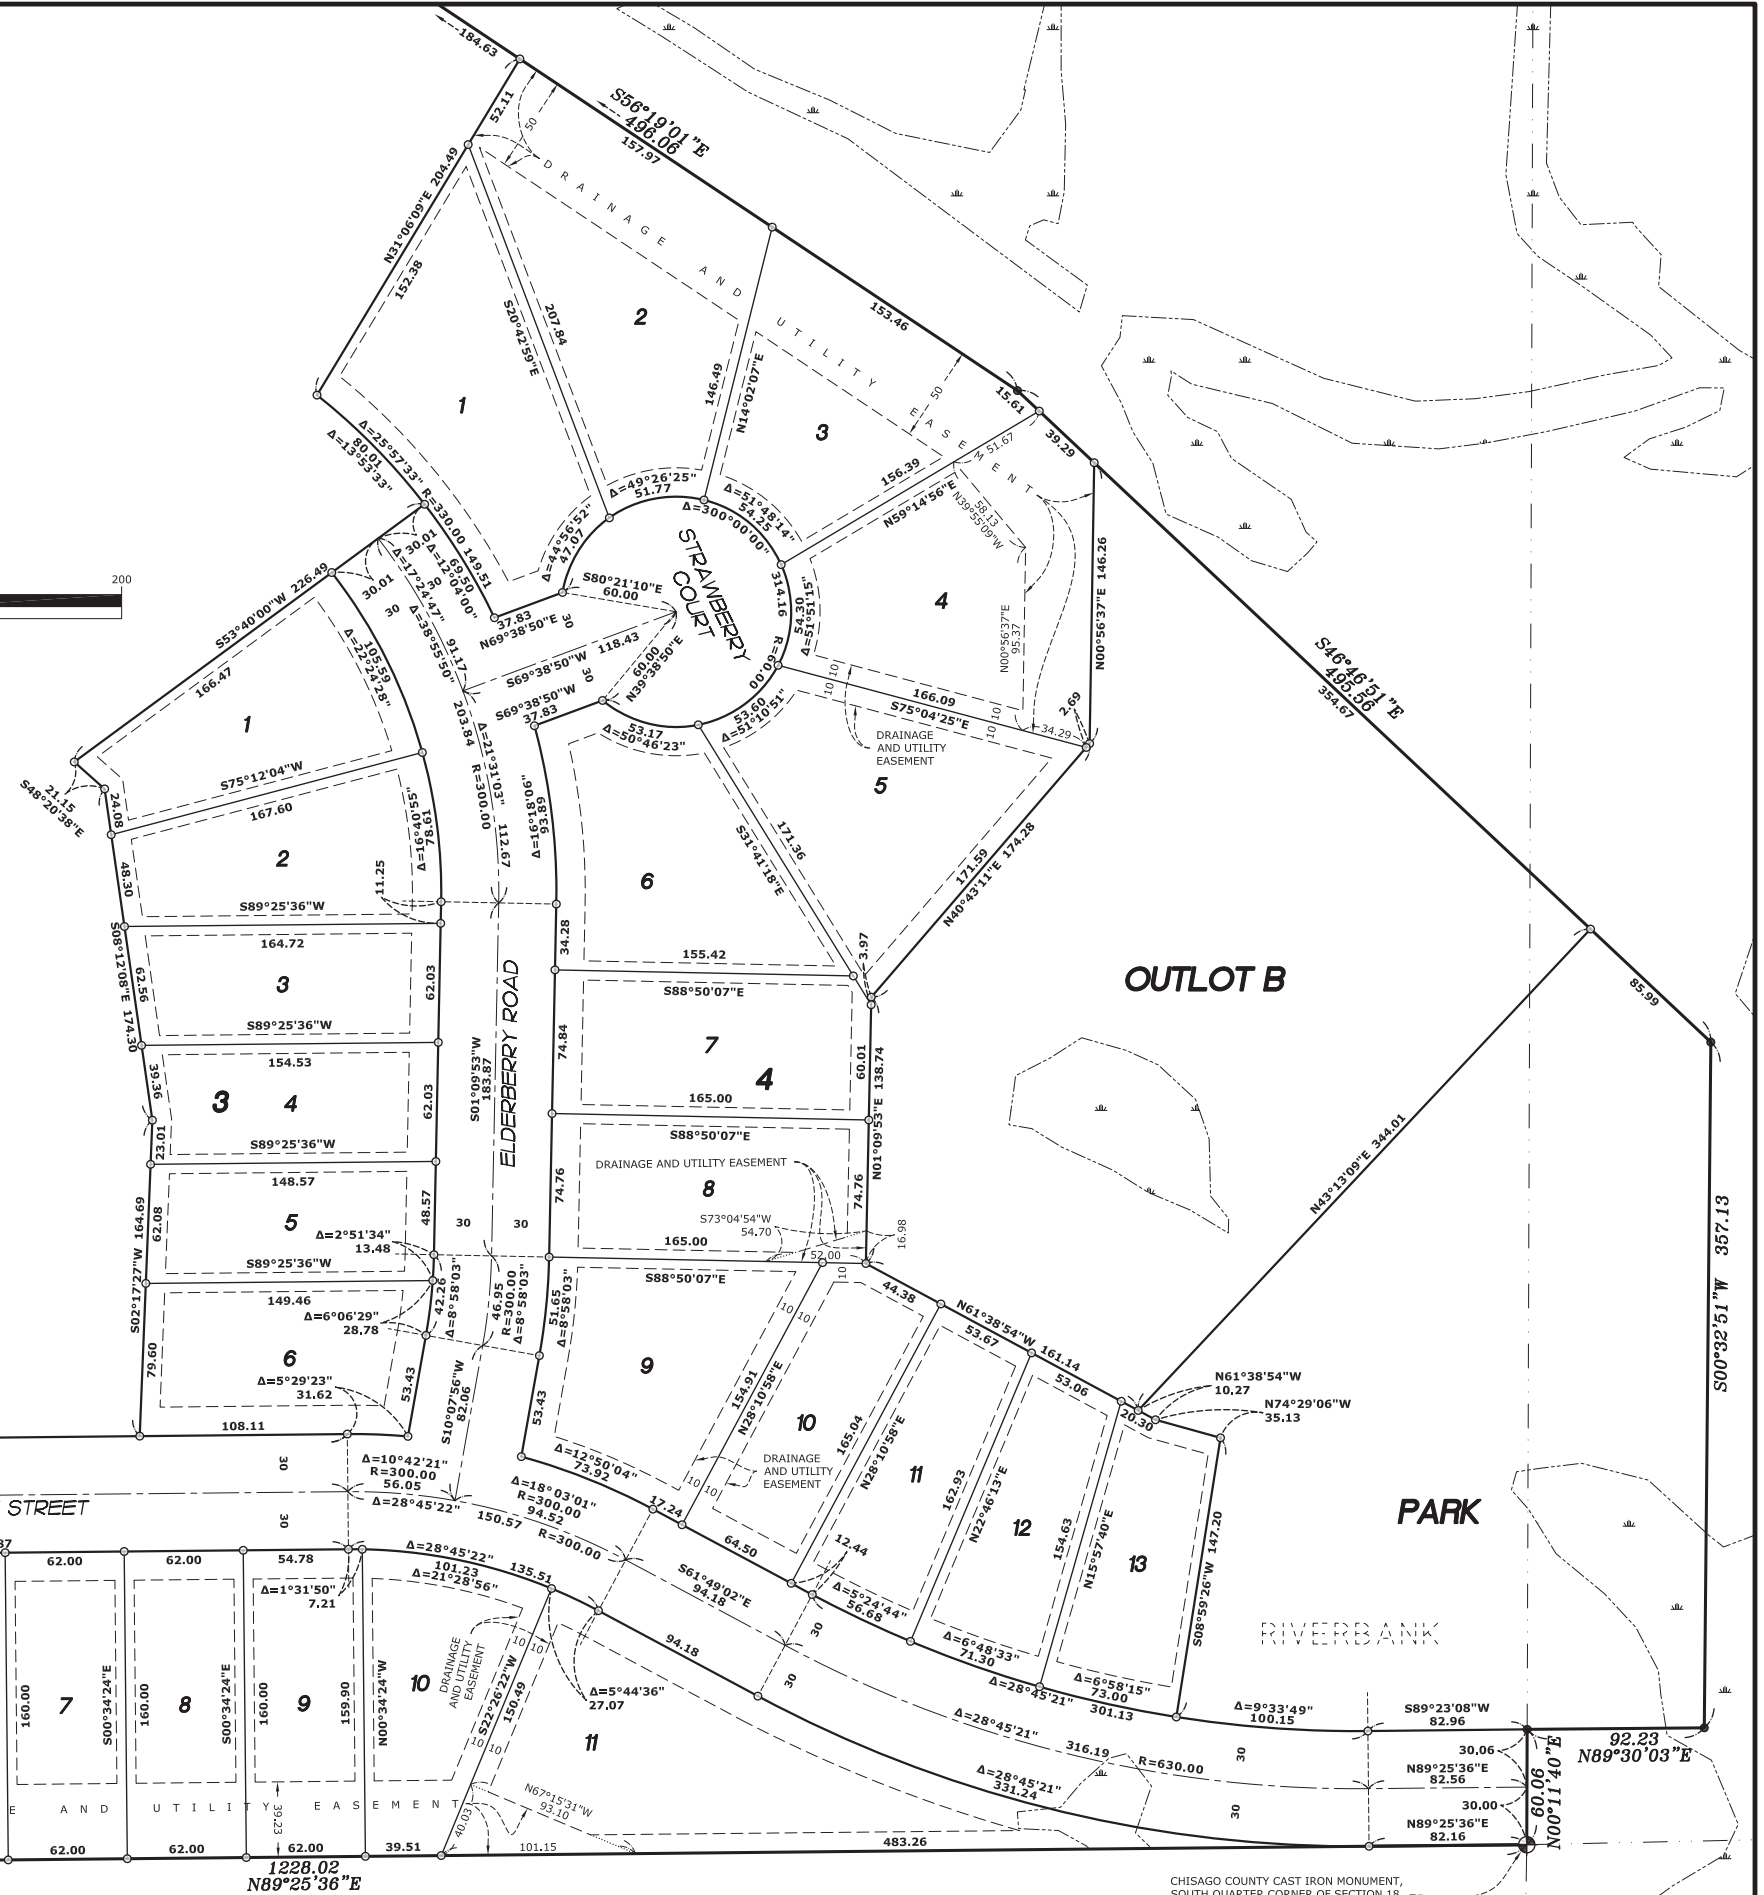 184.63
52.11
50
S56°19'01"E
496.06
157.97
DRAINAGE AND UTILITY EASEMENT
N31°06'09"E 204.49
152.38
S20°42'59"E
207.84
2
146.49
N14°02'07"E
153.46
50
15.61
39.29
1
3
156.39
51.67
N59°14'56"E
58.13
N39°55'09"W
Δ=25°57'33" R=330.00 149.51
80.01
Δ=13°53'33"
Δ=49°26'25"
51.77
Δ=300°00'00"
Δ=51°48'14"
54.25
Δ=44°56'52"
47.07
STRAWBERRY
COURT
314.16
R=60.00
54.30
Δ=51°51'15"
4
N00°56'37"E
95.37
N00°56'37"E 146.26
200
S53°40'00"W 226.49
166.47
30.01
30.01
30
30
Δ=17°24'47"
69.50
Δ=12°04'00"
Δ=38°55'50"
91.17
203.84
37.83
N69°38'50"E
30
S80°21'10"E
60.00
S69°38'50"W 118.43
60.00
N39°38'50"E
30
S69°38'50"W
37.83
53.17
Δ=50°46'23"
53.60
Δ=51°10'51"
10 10
10 10
166.09
S75°04'25"E
10 10
34.29
2.69
DRAINAGE
AND UTILITY
EASEMENT
5
S46°46'51"E
495.56
354.67
105.59
Δ=22°24'28"
1
S75°12'04"W
167.60
21.15
S48°20'38"E
24.08
Δ=21°31'03" 112.67
R=300.00
Δ=16°18'06"
93.89
Δ=16°40'55"
78.61
11.25
2
48.30
S89°25'36"W
164.72
6
S31°41'18"E
171.36
171.59
N40°43'11"E 174.28
3.97
34.28
155.42
S88°50'07"E
S08°12'08"E 174.30
62.56
3
62.03
S89°25'36"W
154.53
ELDERBERRY ROAD
S01°09'53"W
183.87
OUTLOT B
85.99
7
4
74.84
60.01
N01°09'53"E 138.74
165.00
S88°50'07"E
39.36
3
4
62.03
23.01
S89°25'36"W
148.57
DRAINAGE AND UTILITY EASEMENT
8
74.76
74.76
S73°04'54"W
54.70
16.98
165.00
52.00
S88°50'07"E
10
N43°13'09"E 344.01
S00°32'51"W 357.13
S02°17'27"W 164.69
62.08
5
48.57
Δ=2°51'34"
13.48
30
30
S89°25'36"W
149.46
Δ=6°06'29"
28.78
42.26
Δ=8°58'03"
46.95
R=300.00
Δ=8°58'03"
51.65
Δ=8°58'03"
79.60
6
Δ=5°29'23"
31.62
53.43
53.43
S10°07'56"W
82.06
9
10 10
154.91
N28°10'58"E
44.38
N61°38'54"W 161.14
53.67
53.06
20.30
N61°38'54"W
10.27
N74°29'06"W
35.13
108.11
30
Δ=10°42'21"
R=300.00
56.05
Δ=28°45'22" 150.57 R=300.00
Δ=12°50'04"
73.92
Δ=18°03'01"
R=300.00
94.52
10
DRAINAGE
AND UTILITY
EASEMENT
10 10
165.04
N28°10'58"E
11
162.93
N22°46'13"E
12
154.63
N15°57'40"E
13
S08°59'26"W 147.20
PARK
STREET
30
17.24
64.50
12.44
37
62.00
62.00
54.78
Δ=1°31'50"
7.21
Δ=28°45'22" 135.51
101.23
Δ=21°28'56"
S61°49'02"E
94.18
30
30
94.18
Δ=5°24'44"
56.68
Δ=6°48'33"
71.30
Δ=6°58'15"
73.00
Δ=28°45'21"
301.13
RIVERBANK
160.00
7
S00°34'24"E
160.00
8
S00°34'24"E
160.00
9
159.90
N00°34'24"W
10
DRAINAGE
AND UTILITY
EASEMENT
10 10
S22°26'22"W
150.49
10 10
Δ=5°44'36"
27.07
11
Δ=28°45'21" 316.19 R=630.00
Δ=28°45'21"
331.24
Δ=9°33'49"
100.15
30
30
S89°23'08"W
82.96
30.06
N89°25'36"E
82.56
30.00
N89°25'36"E
82.16
60.06
N00°11'40"E
92.23
N89°30'03"E
E AND UTILITY EASEMENT
39.23
40.03
N67°15'31"W
93.10
62.00
62.00
62.00
39.51
101.15
483.26
1228.02
N89°25'36"E
CHISAGO COUNTY CAST IRON MONUMENT,
SOUTH QUARTER CORNER OF SECTION 18